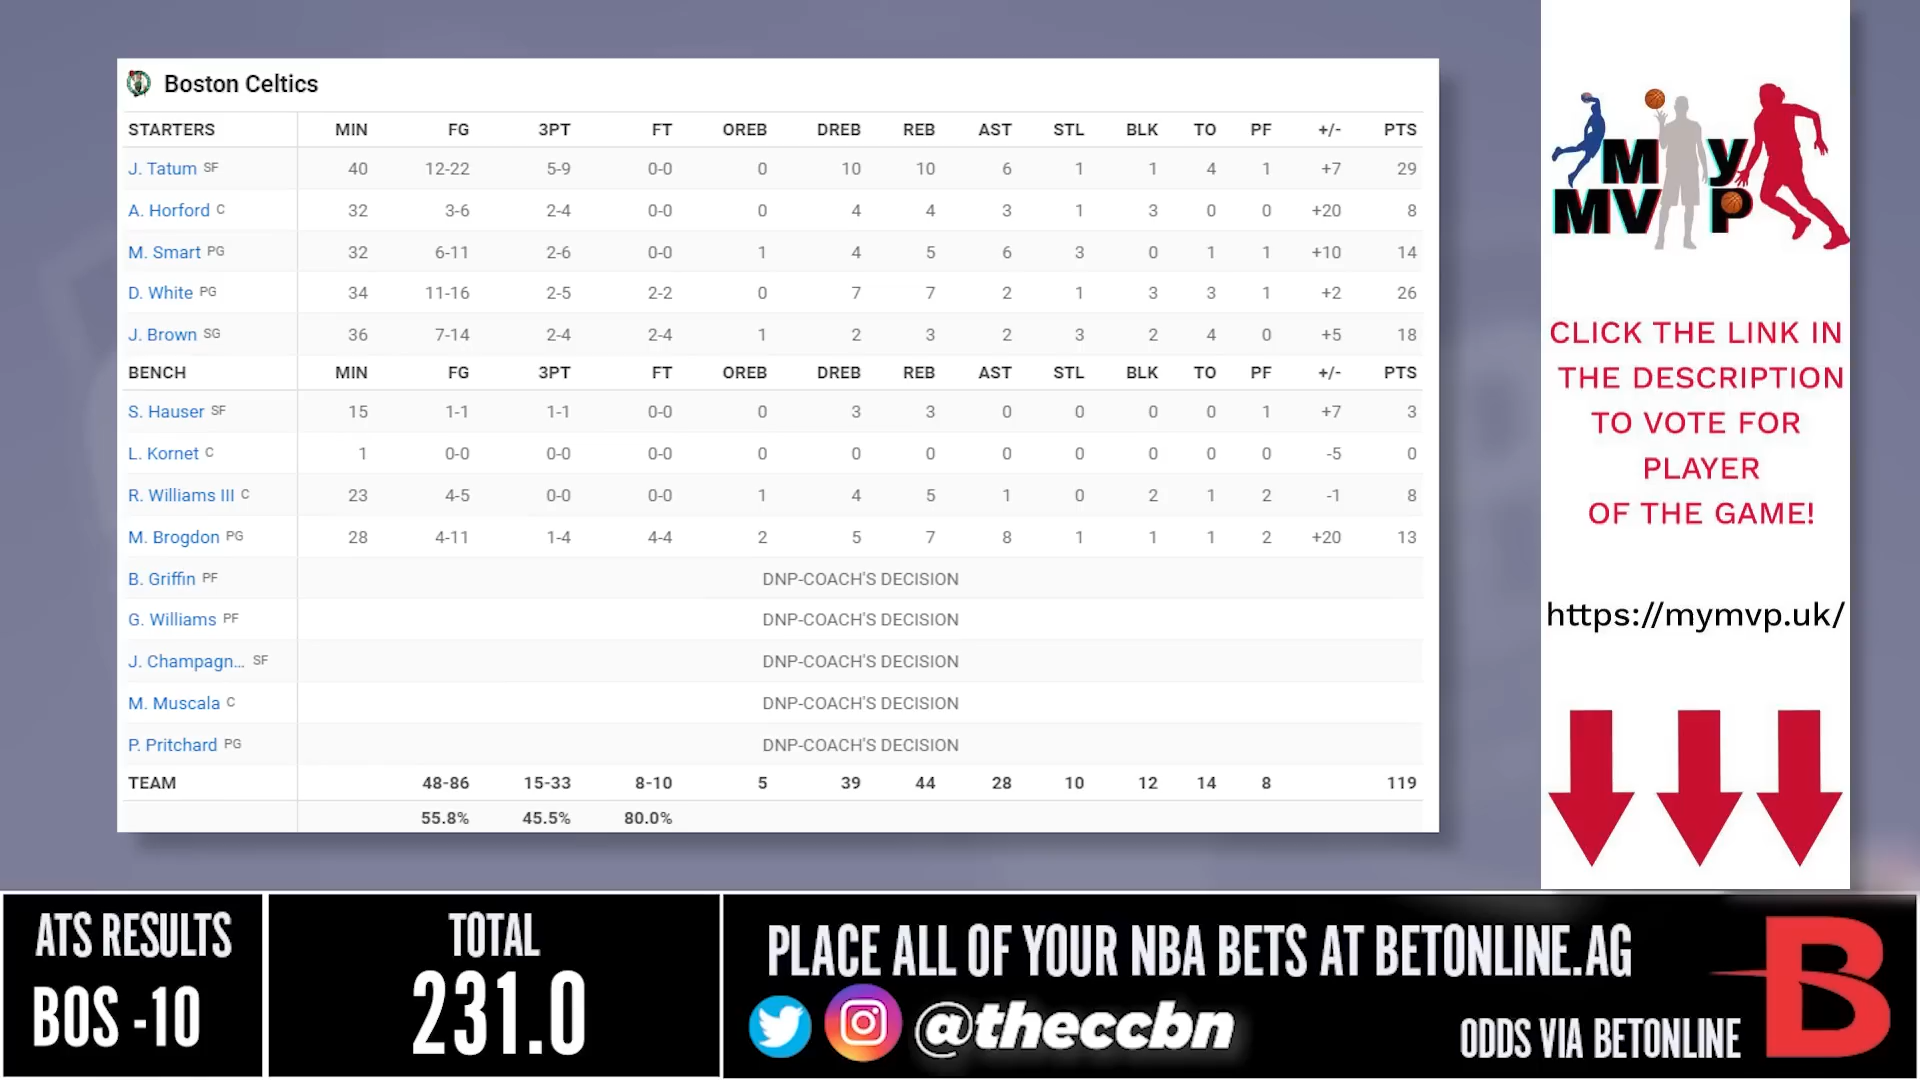 Boston Celtics
STARTERS MIN FG 3PT FT OREB DREB REB AST STL BLK TO PF +/- PTS
J. Tatum SF 40 12-22 5-9 0-0 0 10 10 6 1 1 4 1 +7 29
A. Horford C 32 3-6 2-4 0-0 0 4 4 3 1 3 0 0 +20 8
M. Smart PG 32 6-11 2-6 0-0 1 4 5 6 3 0 1 1 +10 14
D. White PG 34 11-16 2-5 2-2 0 7 7 2 1 3 3 1 +2 26
J. Brown SG 36 7-14 2-4 2-4 1 2 3 2 3 2 4 0 +5 18
BENCH MIN FG 3PT FT OREB DREB REB AST STL BLK TO PF +/- PTS
S. Hauser SF 15 1-1 1-1 0-0 0 3 3 0 0 0 0 1 +7 3
L. Kornet C 1 0-0 0-0 0-0 0 0 0 0 0 0 0 0 -5 0
R. Williams III C 23 4-5 0-0 0-0 1 4 5 1 0 2 1 2 -1 8
M. Brogdon PG 28 4-11 1-4 4-4 2 5 7 8 1 1 1 2 +20 13
B. Griffin PF DNP-COACH'S DECISION
G. Williams PF DNP-COACH'S DECISION
J. Champagn... SF DNP-COACH'S DECISION
M. Muscala C DNP-COACH'S DECISION
P. Pritchard PG DNP-COACH'S DECISION
TEAM 48-86 15-33 8-10 5 39 44 28 10 12 14 8 119
55.8% 45.5% 80.0%
My
MVP
CLICK THE LINK IN
THE DESCRIPTION
TO VOTE FOR
PLAYER
OF THE GAME!
https://mymvp.uk/
ATS RESULTS
BOS -10
TOTAL
231.0
PLACE ALL OF YOUR NBA BETS AT BETONLINE.AG
@theccbn
ODDS VIA BETONLINE
B